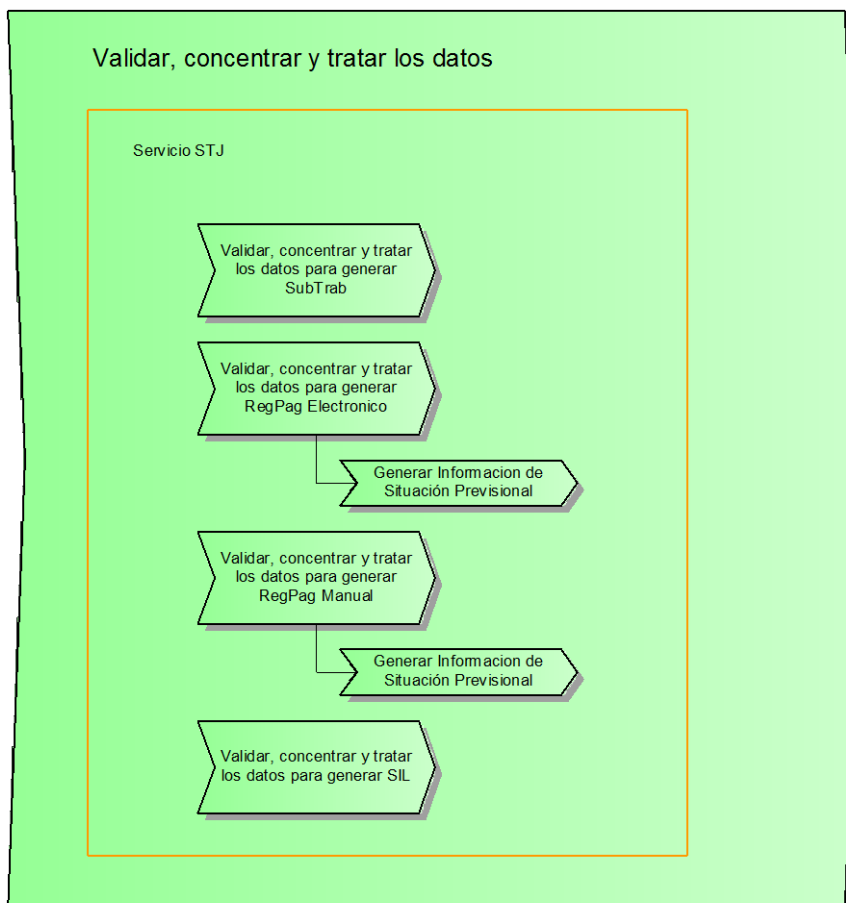 Validar, concentrar y tratar los datos
Servicio STJ
Validar, concentrar y tratar
los datos para generar
SubTrab
Validar, concentrar y tratar
los datos para generar
RegPag Electronico
Generar Informacion de
Situación Previsional
Validar, concentrar y tratar
los datos para generar
RegPag Manual
Generar Informacion de
Situación Previsional
Validar, concentrar y tratar
los datos para generar SIL